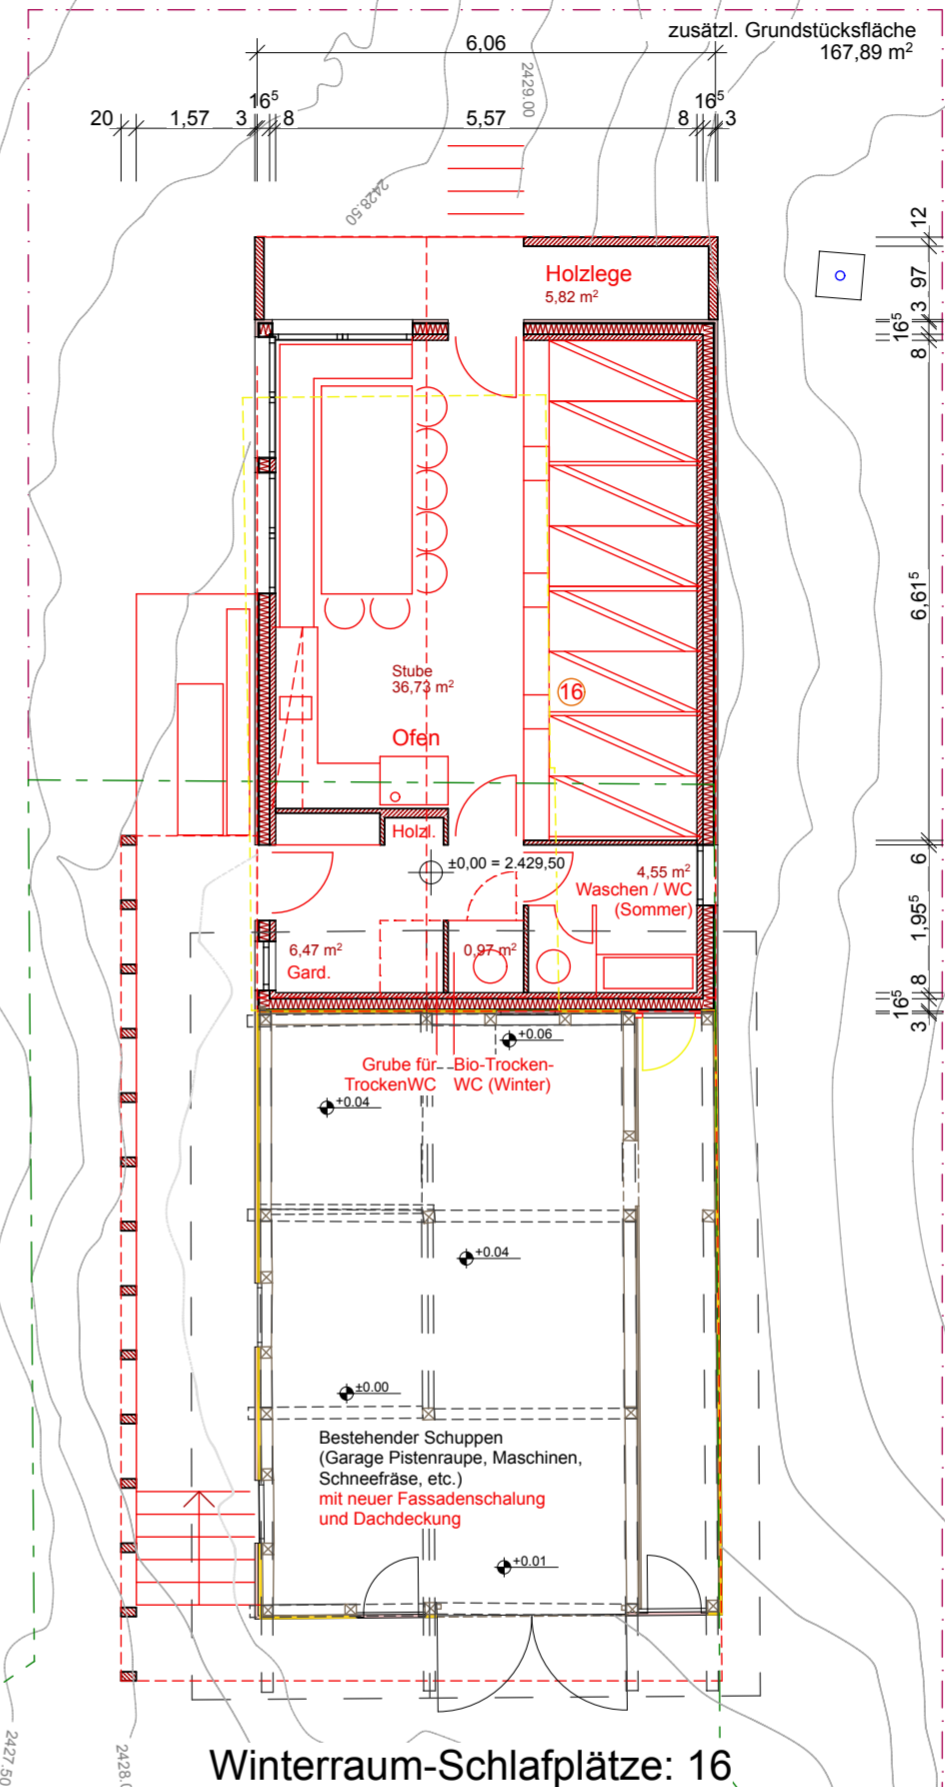 zusätzl. Grundstücksfläche
167,89 m²
6,06
2429.00
20
1,57
3
16⁵
8
5,57
8
16⁵
3
2428.50
12
97
3
16⁵
8
Holzlege
5,82 m²
6,61⁵
Stube
36,73 m²
16
Ofen
Holzl.
±0,00 = 2.429,50
4,55 m²
Waschen / WC
(Sommer)
6
1,95⁵
8
16⁵
3
6,47 m²
Gard.
0,97 m²
+0.06
Grube für
TrockenWC
Bio-Trocken-
WC (Winter)
+0.04
+0.04
±0.00
Bestehender Schuppen
(Garage Pistenraupe, Maschinen,
Schneefräse, etc.)
mit neuer Fassadenschalung
und Dachdeckung
+0.01
2427.50
2428.0
Winterraum-Schlafplätze: 16